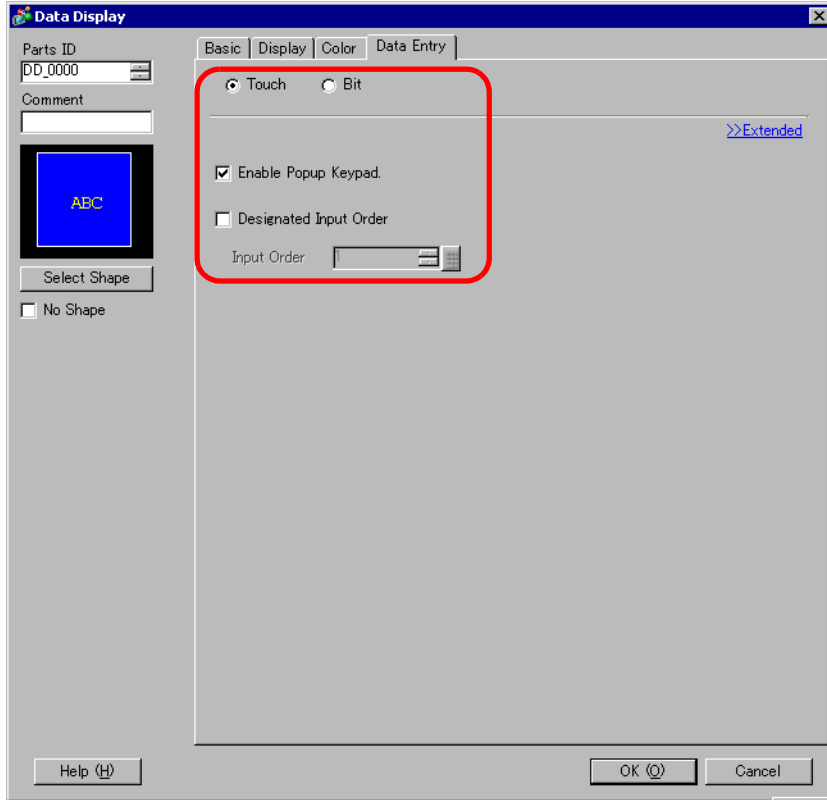 Data Display
Parts ID
DD_0000
Comment
ABC
Select Shape
No Shape
Basic Display Color Data Entry
Touch Bit
>>Extended
Enable Popup Keypad.
Designated Input Order
Input Order 1
Help (H)
OK (O) Cancel